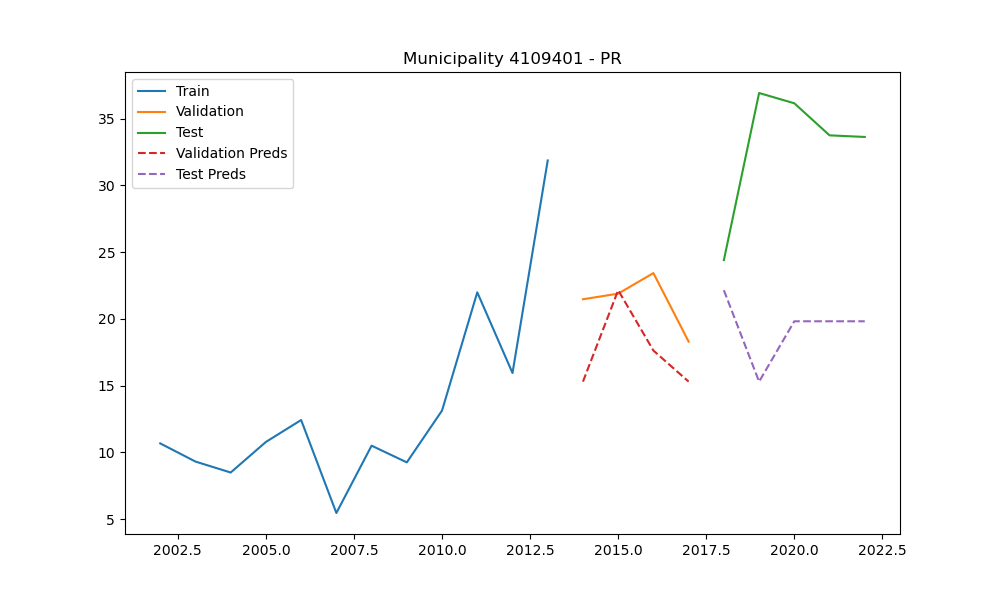 Municipality 4109401 - PR
Train
Validation
Test
Validation Preds
Test Preds
35
30
25
20
15
10
5
2002.5 2005.0 2007.5 2010.0 2012.5 2015.0 2017.5 2020.0 2022.5